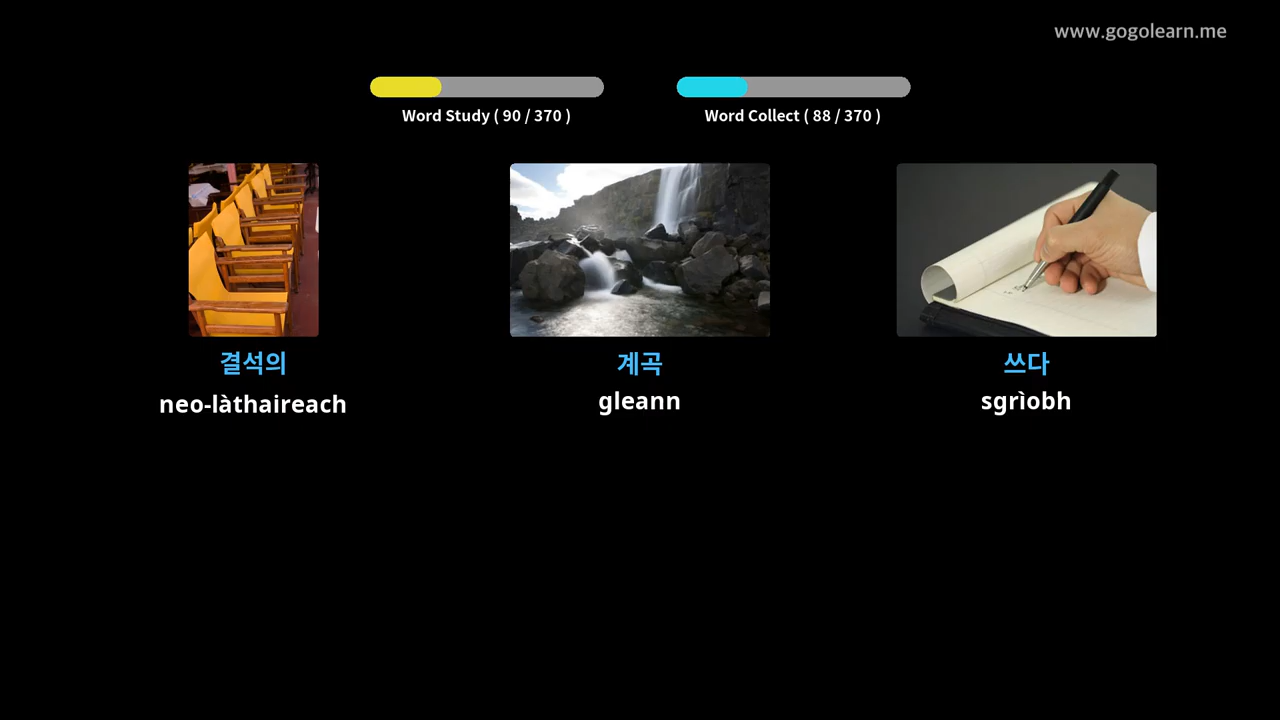 www.gogolearn.me
Word Study ( 90 / 370 )
Word Collect ( 88 / 370 )
결석의
neo-làthaireach
계곡
gleann
쓰다
sgrìobh